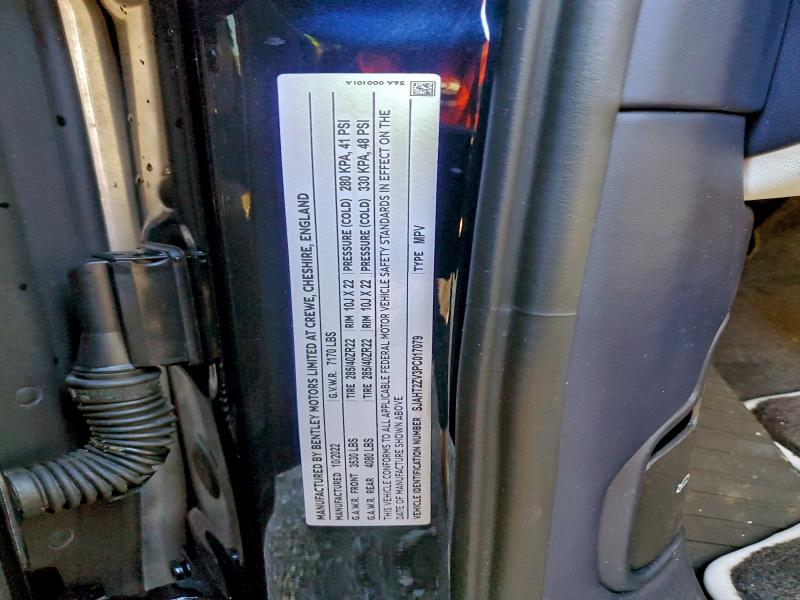 MANUFACTURED BY BENTLEY MOTORS LIMITED AT CREWE, CHESHIRE, ENGLAND
MANUFACTURED 10/2022 G.V.W.R. 7170 LBS
G.A.W.R. FRONT 3530 LBS TIRE 285/40ZR22 RIM 10J X 22 PRESSURE (COLD) 280 KPA, 41 PSI
G.A.W.R. REAR 4080 LBS TIRE 285/40ZR22 RIM 10J X 22 PRESSURE (COLD) 330 KPA, 48 PSI
THIS VEHICLE CONFORMS TO ALL APPLICABLE FEDERAL MOTOR VEHICLE SAFETY STANDARDS IN EFFECT ON THE
DATE OF MANUFACTURE SHOWN ABOVE
VEHICLE IDENTIFICATION NUMBER SJAHT2ZV3PC017079 TYPE MPV
36A 000101A